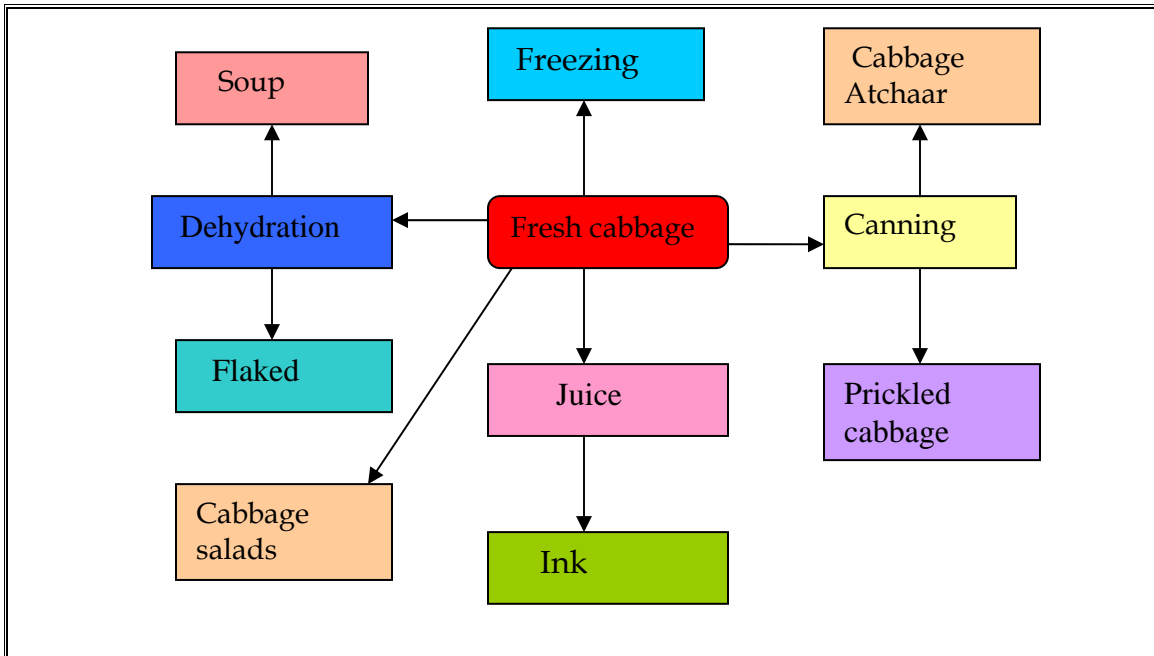 Soup
Freezing
Cabbage
Atchaar
Dehydration
Fresh cabbage
Canning
Flaked
Juice
Prickled
cabbage
Cabbage
salads
Ink